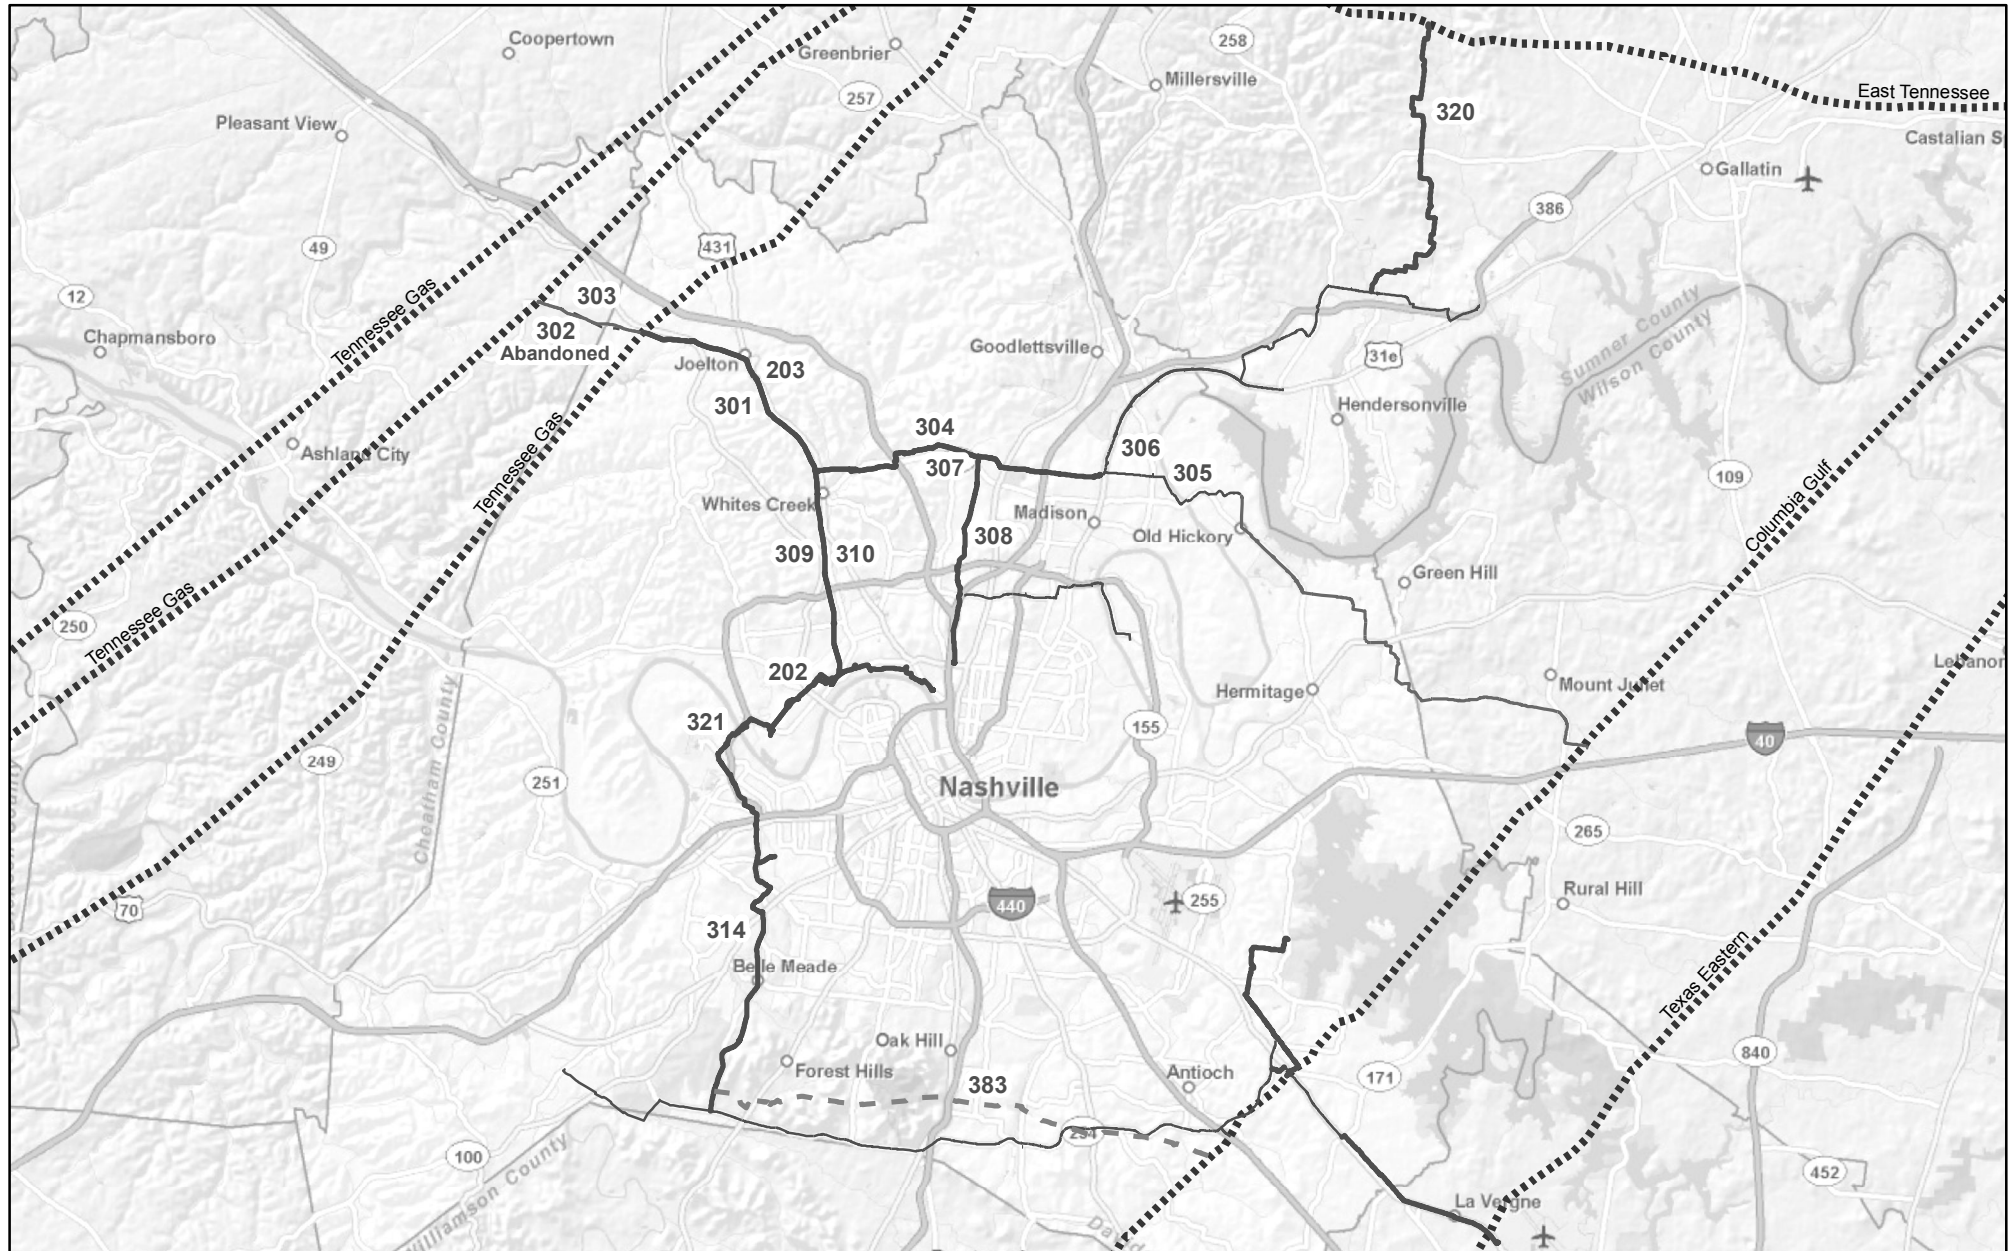 Coopertown
Greenbrier
258
Millersville
257
East Tennessee
320
Pleasant View
Castalian S
Gallatin
386
49
431
Tennessee Gas
303
12
302
Abandoned
Chapmansboro
Joelton
203
301
Goodlettsville
31e
Sumner County
Wilson County
Hendersonville
304
306
307
305
Ashland City
Tennessee Gas
109
Columbia Gulf
Whites Creek
Madison
Old Hickory
309
310
308
Green Hill
250
Tennessee Gas
202
Hermitage
Mount Juliet
Lebanon
321
155
40
249
251
Cheatham County
Nashville
265
Rural Hill
440
255
70
314
Belle Meade
Texas Eastern
Oak Hill
Forest Hills
383
Antioch
171
840
254
100
Williamson County
452
La Vergne